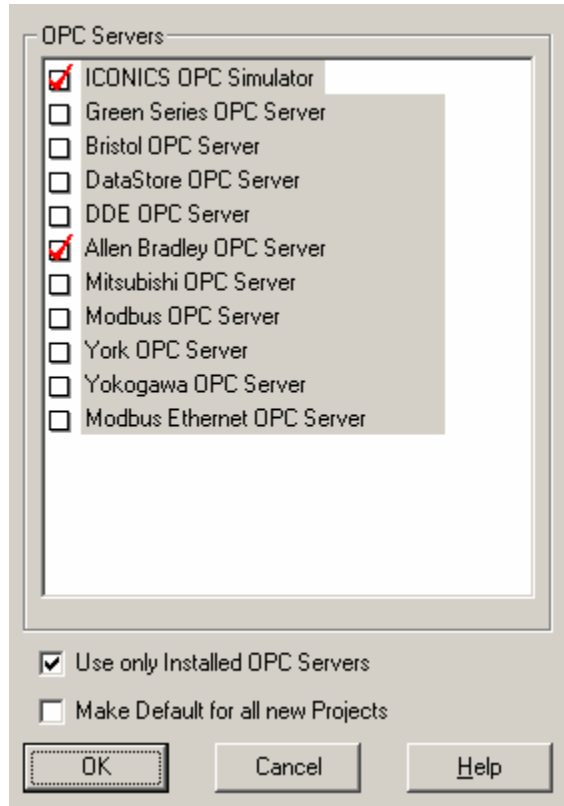 OPC Servers
ICONICS OPC Simulator
Green Series OPC Server
Bristol OPC Server
DataStore OPC Server
DDE OPC Server
Allen Bradley OPC Server
Mitsubishi OPC Server
Modbus OPC Server
York OPC Server
Yokogawa OPC Server
Modbus Ethernet OPC Server
Use only Installed OPC Servers
Make Default for all new Projects
OK Cancel Help